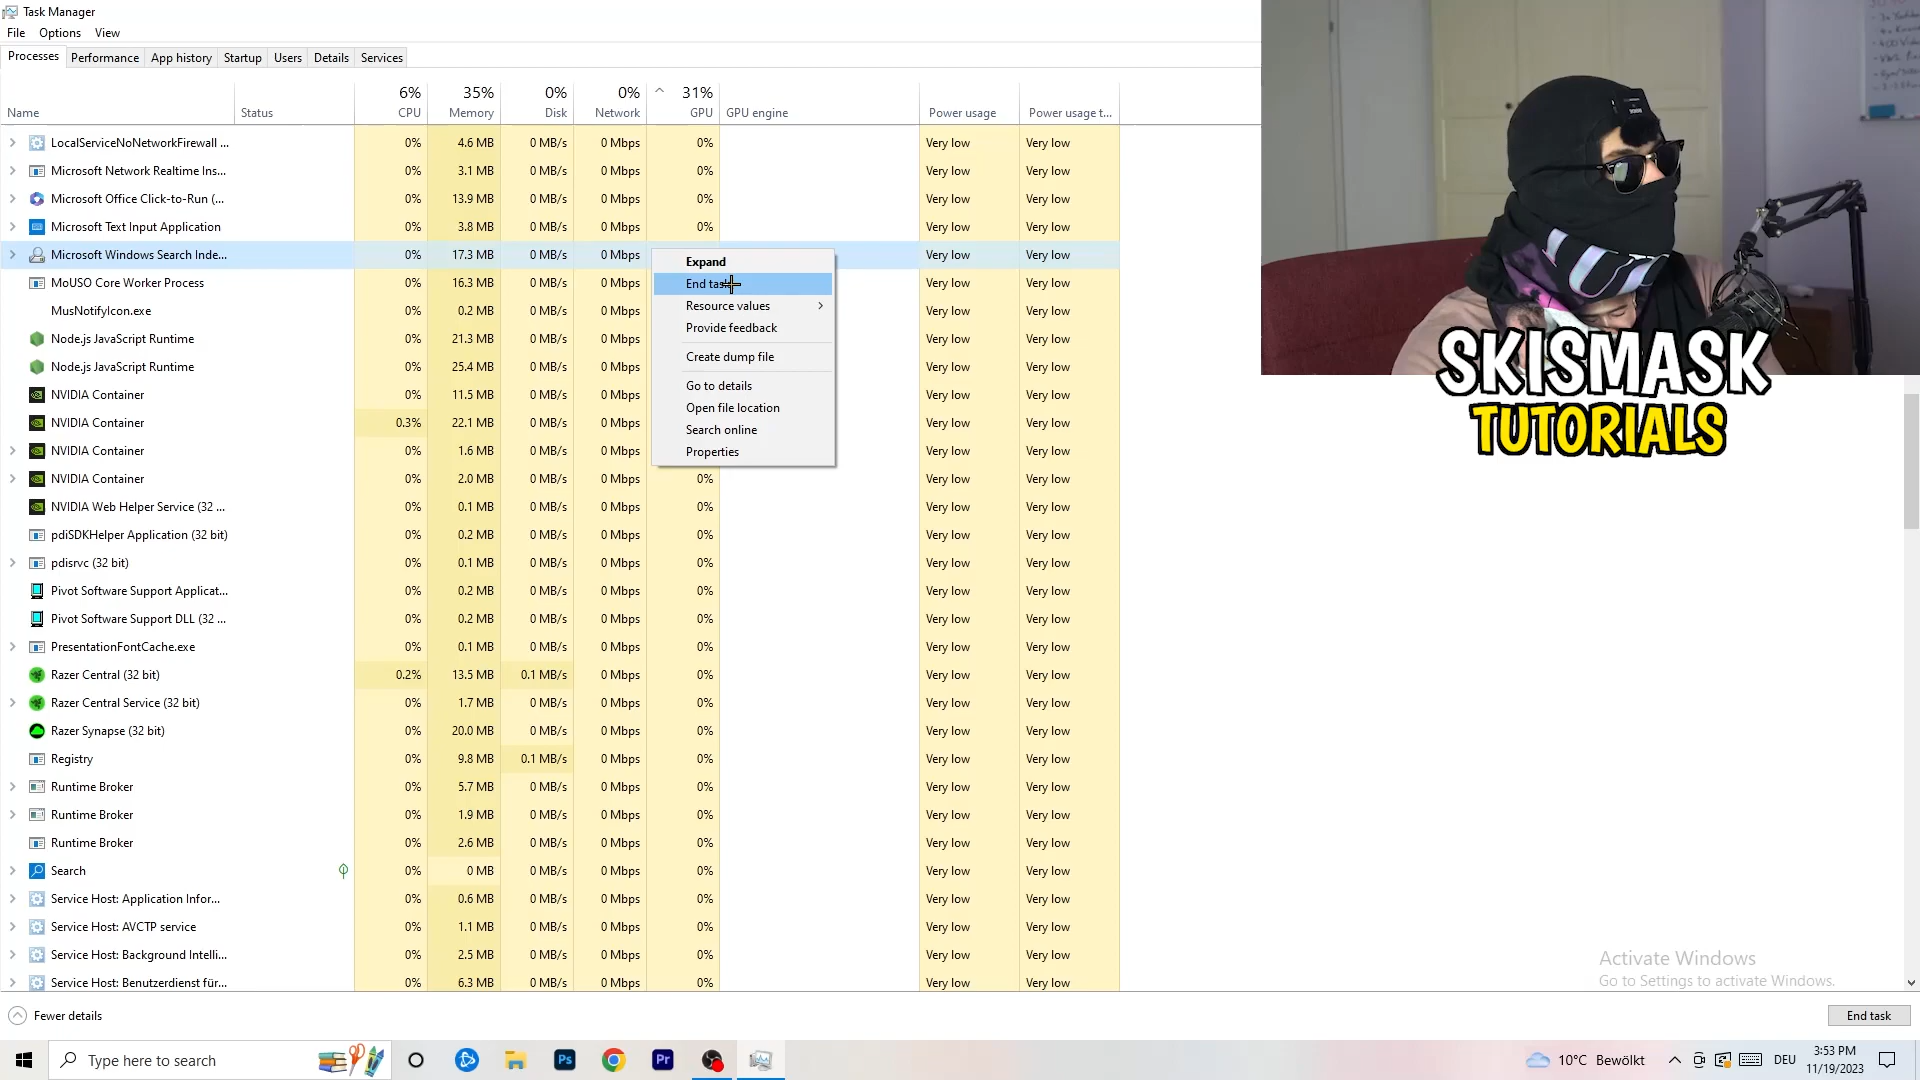 Task Manager
File Options View
Processes Performance App history Startup Users Details Services
6% 35% 0% 0% 31%
Name Status CPU Memory Disk Network GPU GPU engine Power usage Power usage t...
LocalServiceNoNetworkFirewall ... 0% 4.6 MB 0 MB/s 0 Mbps 0% Very low Very low
Microsoft Network Realtime Ins... 0% 3.1 MB 0 MB/s 0 Mbps 0% Very low Very low
Microsoft Office Click-to-Run (... 0% 13.9 MB 0 MB/s 0 Mbps 0% Very low Very low
Microsoft Text Input Application 0% 3.8 MB 0 MB/s 0 Mbps 0% Very low Very low
Microsoft Windows Search Inde... 0% 17.3 MB 0 MB/s 0 Mbps Very low Very low
MoUSO Core Worker Process 0% 16.3 MB 0 MB/s 0 Mbps Very low Very low
MusNotifyIcon.exe 0% 0.2 MB 0 MB/s 0 Mbps Very low Very low
Node.js JavaScript Runtime 0% 21.3 MB 0 MB/s 0 Mbps Very low Very low
Node.js JavaScript Runtime 0% 25.4 MB 0 MB/s 0 Mbps Very low Very low
NVIDIA Container 0% 11.5 MB 0 MB/s 0 Mbps Very low Very low
NVIDIA Container 0.3% 22.1 MB 0 MB/s 0 Mbps Very low Very low
NVIDIA Container 0% 1.6 MB 0 MB/s 0 Mbps Very low Very low
NVIDIA Container 0% 2.0 MB 0 MB/s 0 Mbps 0% Very low Very low
NVIDIA Web Helper Service (32 ... 0% 0.1 MB 0 MB/s 0 Mbps 0% Very low Very low
pdiSDKHelper Application (32 bit) 0% 0.2 MB 0 MB/s 0 Mbps 0% Very low Very low
pdisrvc (32 bit) 0% 0.1 MB 0 MB/s 0 Mbps 0% Very low Very low
Pivot Software Support Applicat... 0% 0.2 MB 0 MB/s 0 Mbps 0% Very low Very low
Pivot Software Support DLL (32 ... 0% 0.2 MB 0 MB/s 0 Mbps 0% Very low Very low
PresentationFontCache.exe 0% 0.1 MB 0 MB/s 0 Mbps 0% Very low Very low
Razer Central (32 bit) 0.2% 13.5 MB 0.1 MB/s 0 Mbps 0% Very low Very low
Razer Central Service (32 bit) 0% 1.7 MB 0 MB/s 0 Mbps 0% Very low Very low
Razer Synapse (32 bit) 0% 20.0 MB 0 MB/s 0 Mbps 0% Very low Very low
Registry 0% 9.8 MB 0.1 MB/s 0 Mbps 0% Very low Very low
Runtime Broker 0% 5.7 MB 0 MB/s 0 Mbps 0% Very low Very low
Runtime Broker 0% 1.9 MB 0 MB/s 0 Mbps 0% Very low Very low
Runtime Broker 0% 2.6 MB 0 MB/s 0 Mbps 0% Very low Very low
Search 0% 0 MB 0 MB/s 0 Mbps 0% Very low Very low
Service Host: Application Infor... 0% 0.6 MB 0 MB/s 0 Mbps 0% Very low Very low
Service Host: AVCTP service 0% 1.1 MB 0 MB/s 0 Mbps 0% Very low Very low
Service Host: Background Intelli... 0% 2.5 MB 0 MB/s 0 Mbps 0% Very low Very low
Service Host: Benutzerdienst für... 0% 6.3 MB 0 MB/s 0 Mbps 0% Very low Very low
Expand
End task
Resource values
Provide feedback
Create dump file
Go to details
Open file location
Search online
Properties
SKISMASK
TUTORIALS
Activate Windows
Go to Settings to activate Windows.
Fewer details
End task
Type here to search
Ps
Pr
10°C Bewölkt
DEU
3:53 PM
11/19/2023